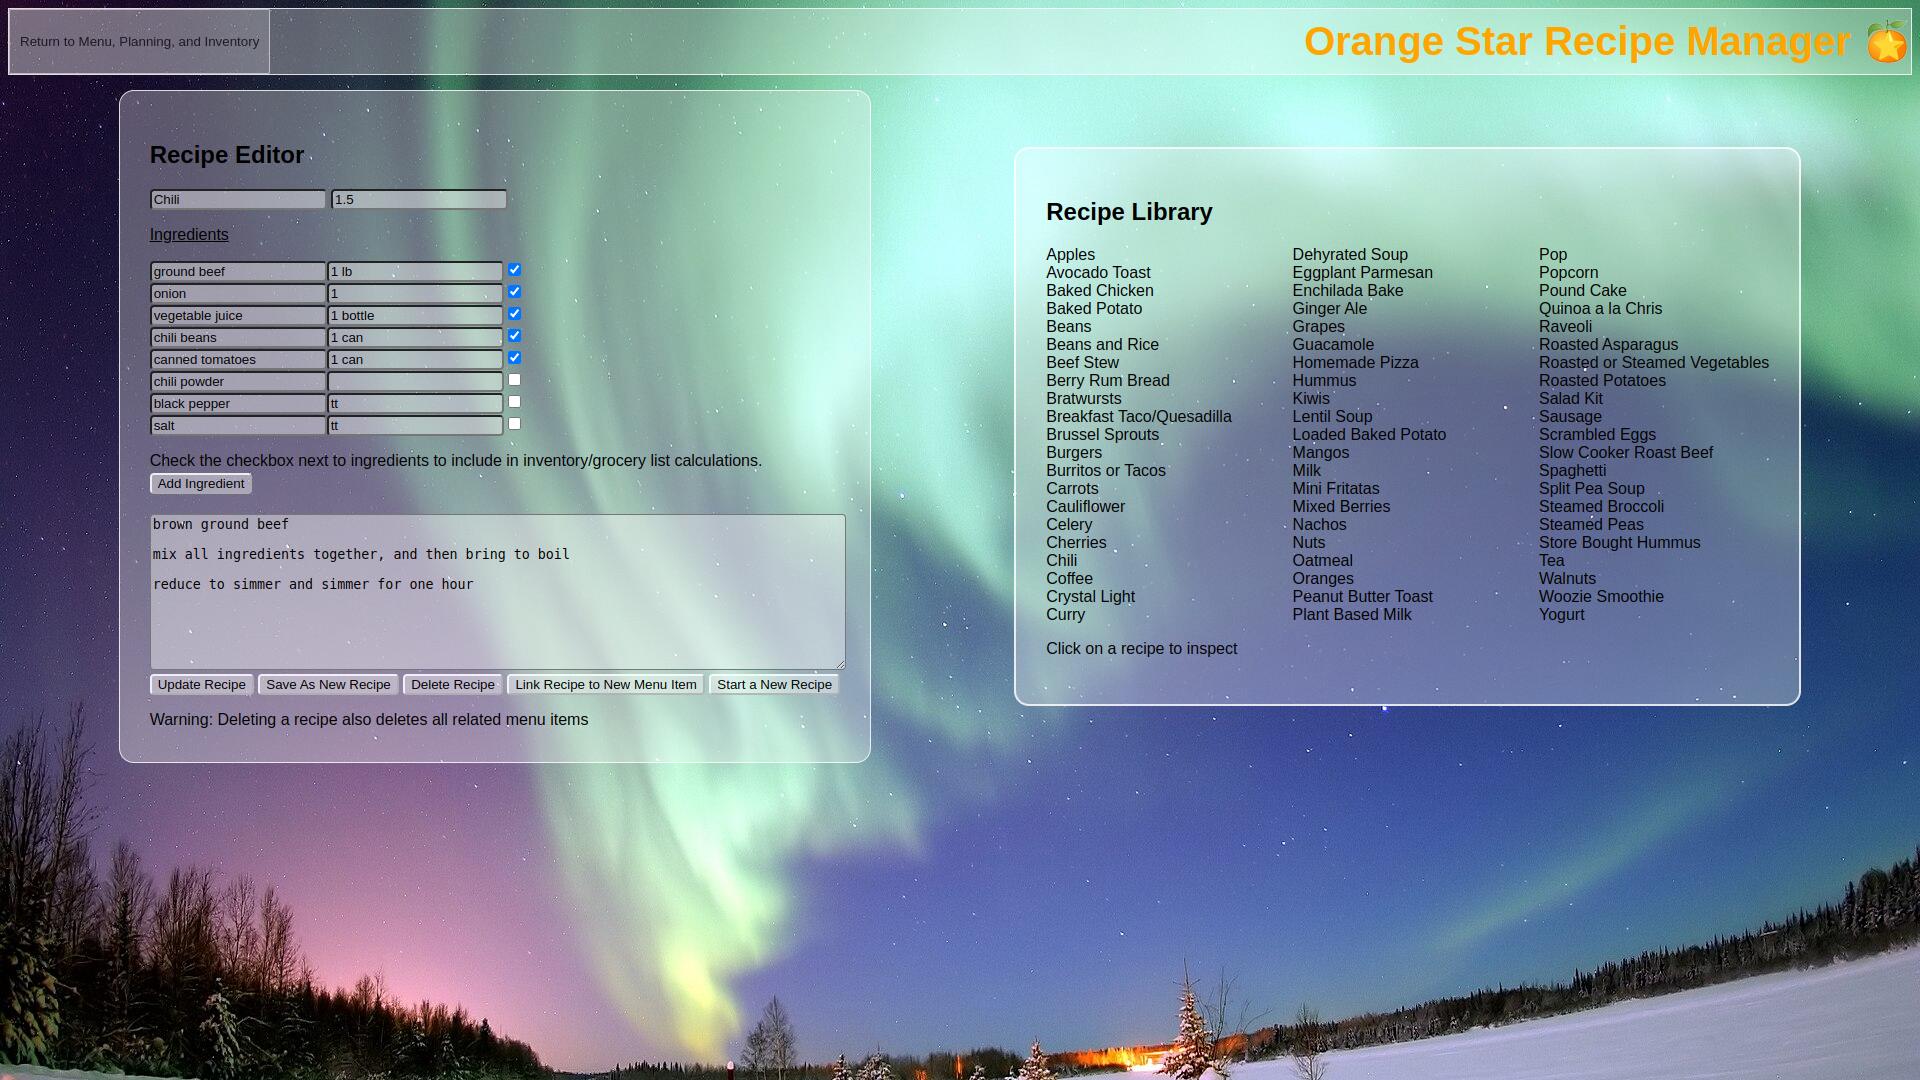 Return to Menu, Planning, and Inventory
Orange Star Recipe Manager
Recipe Editor
Chili 1.5
Ingredients
ground beef 1 lb
onion 1
vegetable juice 1 bottle
chili beans 1 can
canned tomatoes 1 can
chili powder
black pepper tt
salt tt
Check the checkbox next to ingredients to include in inventory/grocery list calculations.
Add Ingredient
brown ground beef
mix all ingredients together, and then bring to boil
reduce to simmer and simmer for one hour
Update Recipe Save As New Recipe Delete Recipe Link Recipe to New Menu Item Start a New Recipe
Warning: Deleting a recipe also deletes all related menu items
Recipe Library
Apples
Avocado Toast
Baked Chicken
Baked Potato
Beans
Beans and Rice
Beef Stew
Berry Rum Bread
Bratwursts
Breakfast Taco/Quesadilla
Brussel Sprouts
Burgers
Burritos or Tacos
Carrots
Cauliflower
Celery
Cherries
Chili
Coffee
Crystal Light
Curry
Dehyrated Soup
Eggplant Parmesan
Enchilada Bake
Ginger Ale
Grapes
Guacamole
Homemade Pizza
Hummus
Kiwis
Lentil Soup
Loaded Baked Potato
Mangos
Milk
Mini Fritatas
Mixed Berries
Nachos
Nuts
Oatmeal
Oranges
Peanut Butter Toast
Plant Based Milk
Pop
Popcorn
Pound Cake
Quinoa a la Chris
Raveoli
Roasted Asparagus
Roasted or Steamed Vegetables
Roasted Potatoes
Salad Kit
Sausage
Scrambled Eggs
Slow Cooker Roast Beef
Spaghetti
Split Pea Soup
Steamed Broccoli
Steamed Peas
Store Bought Hummus
Tea
Walnuts
Woozie Smoothie
Yogurt
Click on a recipe to inspect